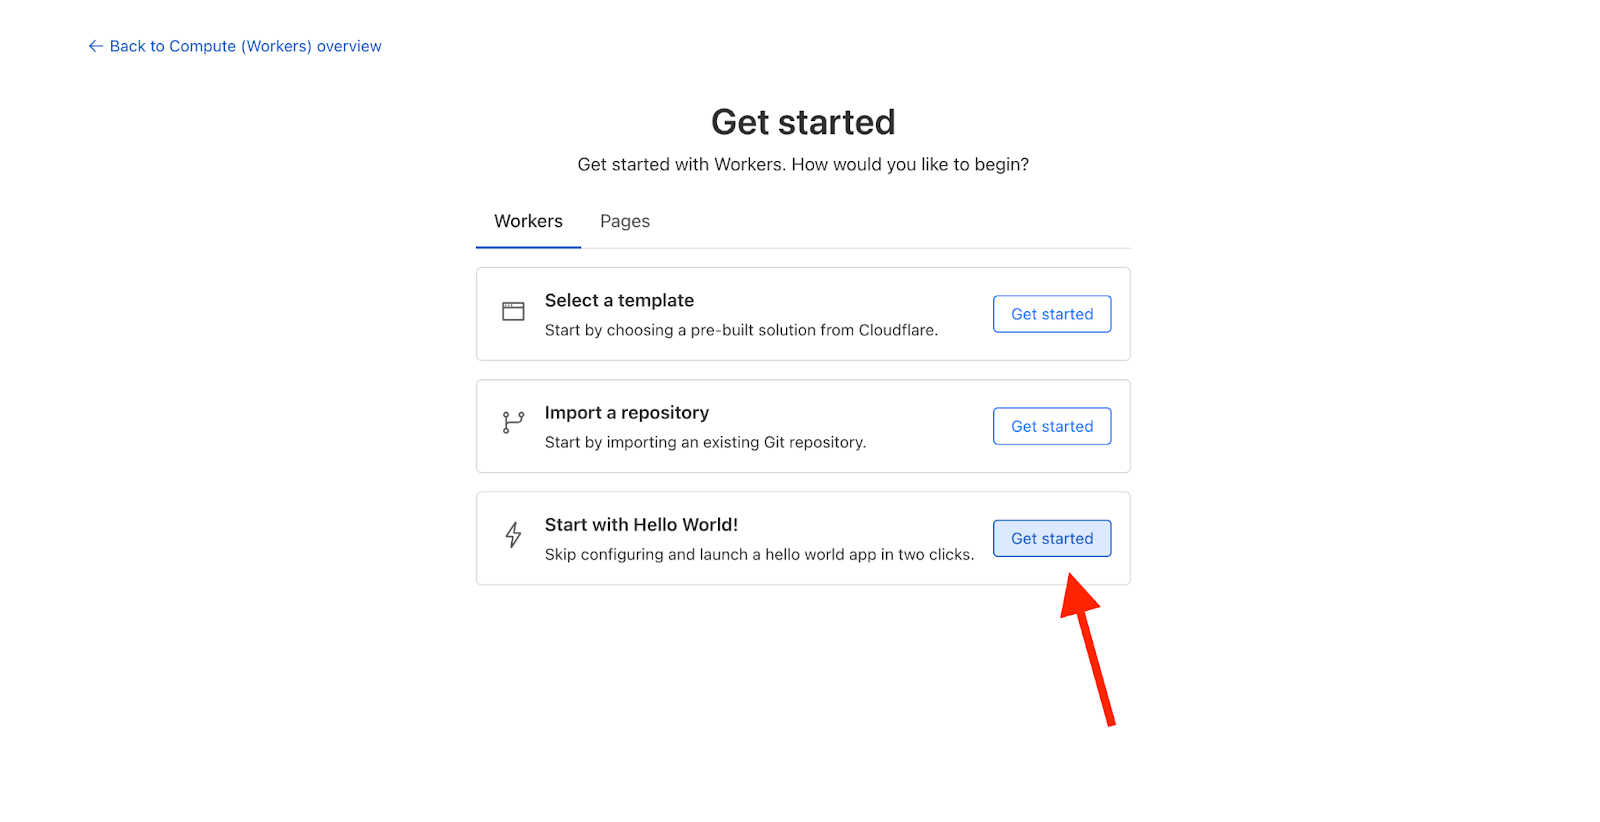 ← Back to Compute (Workers) overview
Get started
Get started with Workers. How would you like to begin?
Workers Pages
Select a template
Start by choosing a pre-built solution from Cloudflare.
Get started
Import a repository
Start by importing an existing Git repository.
Get started
Start with Hello World!
Skip configuring and launch a hello world app in two clicks.
Get started